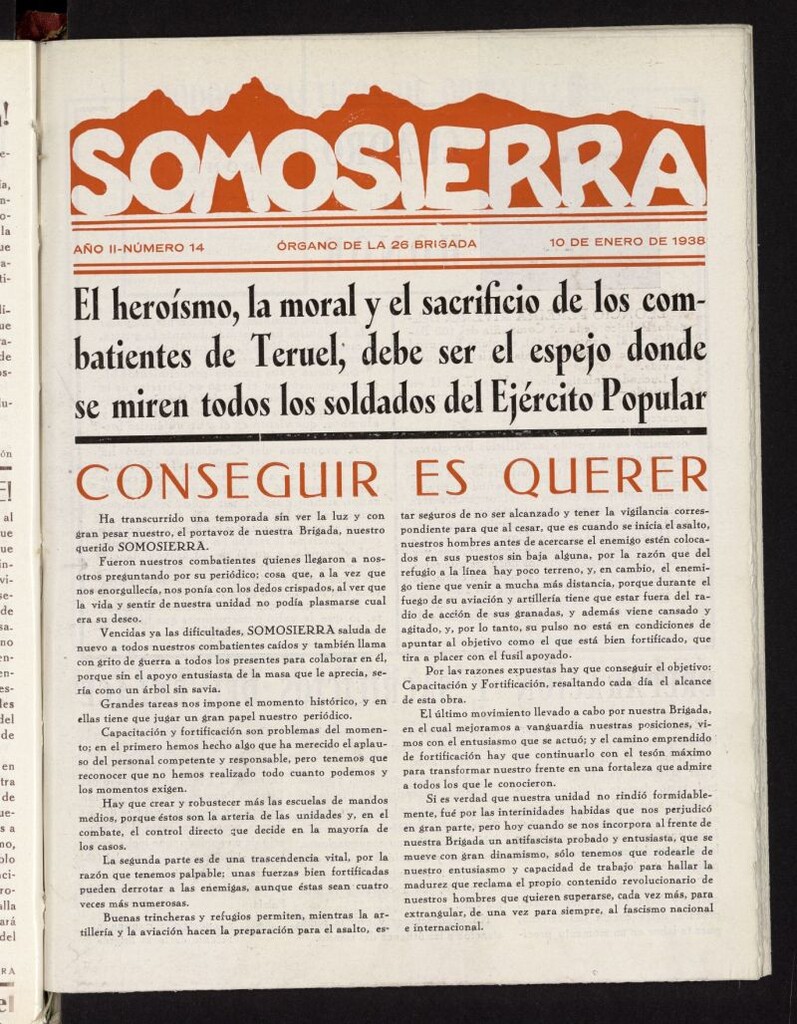 SOMOSIERRA
AÑO II-NÚMERO 14
ÓRGANO DE LA 26 BRIGADA
10 DE ENERO DE 1938
El heroísmo, la moral y el sacrificio de los com-
batientes de Teruel, debe ser el espejo donde
se miren todos los soldados del Ejército Popular
CONSEGUIR ES QUERER
Ha transcurrido una temporada sin ver la luz y con
gran pesar nuestro, el portavoz de nuestra Brigada, nuestro
querido SOMOSIERRA.
Fueron nuestros combatientes quienes llegaron a nos-
otros preguntando por su periódico; cosa que, a la vez que
nos enorgullecía, nos ponía con los dedos crispados, al ver que
la vida y sentir de nuestra unidad no podía plasmarse cual
era su deseo.
Vencidas ya las dificultades, SOMOSIERRA saluda de
nuevo a todos nuestros combatientes caídos y también llama
con grito de guerra a todos los presentes para colaborar en él,
porque sin el apoyo entusiasta de la masa que le aprecia, se-
ría como un árbol sin savia.
Grandes tareas nos impone el momento histórico, y en
ellas tiene que jugar un gran papel nuestro periódico.
Capacitación y fortificación son problemas del momen-
to; en el primero hemos hecho algo que ha merecido el aplau-
so del personal competente y responsable, pero tenemos que
reconocer que no hemos realizado todo cuanto podemos y
los momentos exigen.
Hay que crear y robustecer más las escuelas de mandos
medios, porque éstos son la arteria de las unidades y, en el
combate, el control directo que decide en la mayoría de
los casos.
La segunda parte es de una trascendencia vital, por la
razón que tenemos palpable; unas fuerzas bien fortificadas
pueden derrotar a las enemigas, aunque éstas sean cuatro
veces más numerosas.
Buenas trincheras y refugios permiten, mientras la ar-
tillería y la aviación hacen la preparación para el asalto, es-
tar seguros de no ser alcanzado y tener la vigilancia corres-
pondiente para que al cesar, que es cuando se inicia el asalto,
nuestros hombres antes de acercarse el enemigo estén coloca-
dos en sus puestos sin baja alguna, por la razón que del
refugio a la línea hay poco terreno, y, en cambio, el enemi-
go tiene que venir a mucha más distancia, porque durante el
fuego de su aviación y artillería tiene que estar fuera del ra-
dio de acción de sus granadas, y además viene cansado y
agitado, y, por lo tanto, su pulso no está en condiciones de
apuntar al objetivo como el que está bien fortificado, que
tira a placer con el fusil apoyado.
Por las razones expuestas hay que conseguir el objetivo:
Capacitación y Fortificación, resaltando cada día el alcance
de esta obra.
El último movimiento llevado a cabo por nuestra Brigada,
en el cual mejoramos a vanguardia nuestras posiciones, vi-
mos con el entusiasmo que se actuó; y el camino emprendido
de fortificación hay que continuarlo con el tesón máximo
para transformar nuestro frente en una fortaleza que admire
a todos los que le conocieron.
Si es verdad que nuestra unidad no rindió formidable-
mente, fué por las interinidades habidas que nos perjudicó
en gran parte, pero hoy cuando se nos incorpora al frente de
nuestra Brigada un antifascista probado y entusiasta, que se
mueve con gran dinamismo, sólo tenemos que rodearle de
nuestro entusiasmo y capacidad de trabajo para hallar la
madurez que reclama el propio contenido revolucionario de
nuestros hombres que quieren superarse, cada vez más, para
extrangular, de una vez para siempre, al fascismo nacional
e internacional.